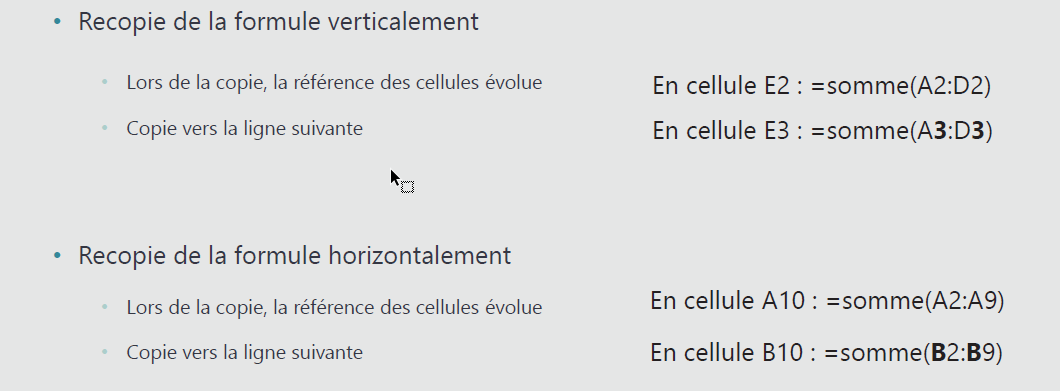 Recopie de la formule verticalement
Lors de la copie, la référence des cellules évolue
En cellule E2 : =somme(A2:D2)
Copie vers la ligne suivante
En cellule E3 : =somme(A3:D3)
Recopie de la formule horizontalement
Lors de la copie, la référence des cellules évolue
En cellule A10 : =somme(A2:A9)
Copie vers la ligne suivante
En cellule B10 : =somme(B2:B9)